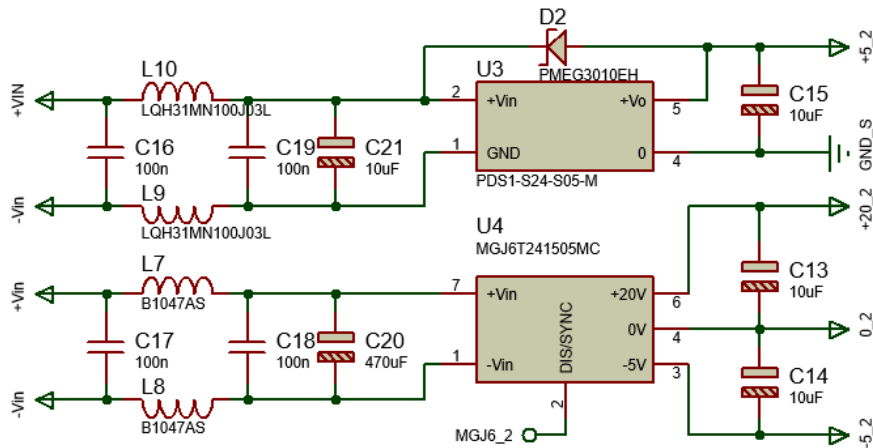 D2
PMEG3010EH
+5_2
L10
LQH31MN100J03L
+VIN
U3
2
+Vin
+Vo
5
C15
10uF
C16
100n
C19
100n
C21
10uF
1
GND
0
4
GND_S
PDS1-S24-S05-M
-Vin
L9
LQH31MN100J03L
+20_2
U4
MGJ6T241505MC
L7
B1047AS
+Vin
7
+Vin
+20V
6
C13
10uF
C17
100n
C18
100n
C20
470uF
DIS/SYNC
0V
4
0_2
1
-Vin
-5V
3
C14
10uF
L8
B1047AS
-Vin
2
MGJ6_2
-5_2